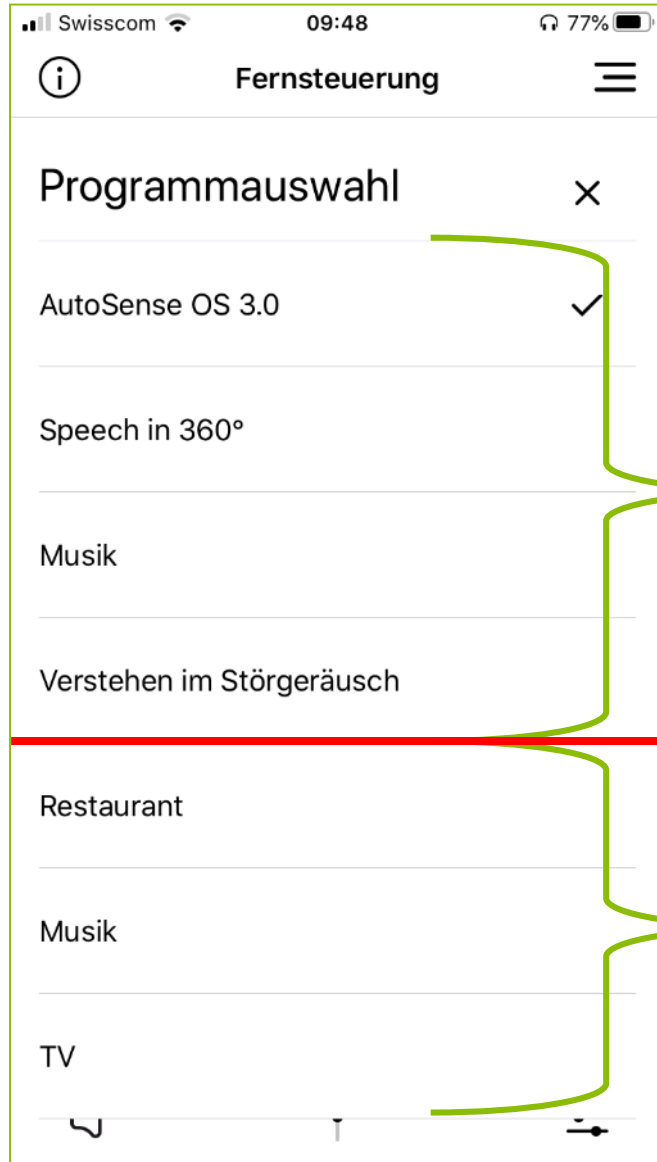 Swisscom 09:48 77%
Fernsteuerung
Programmauswahl
AutoSense OS 3.0
Speech in 360°
Musik
Verstehen im Störgeräusch
Restaurant
Musik
TV